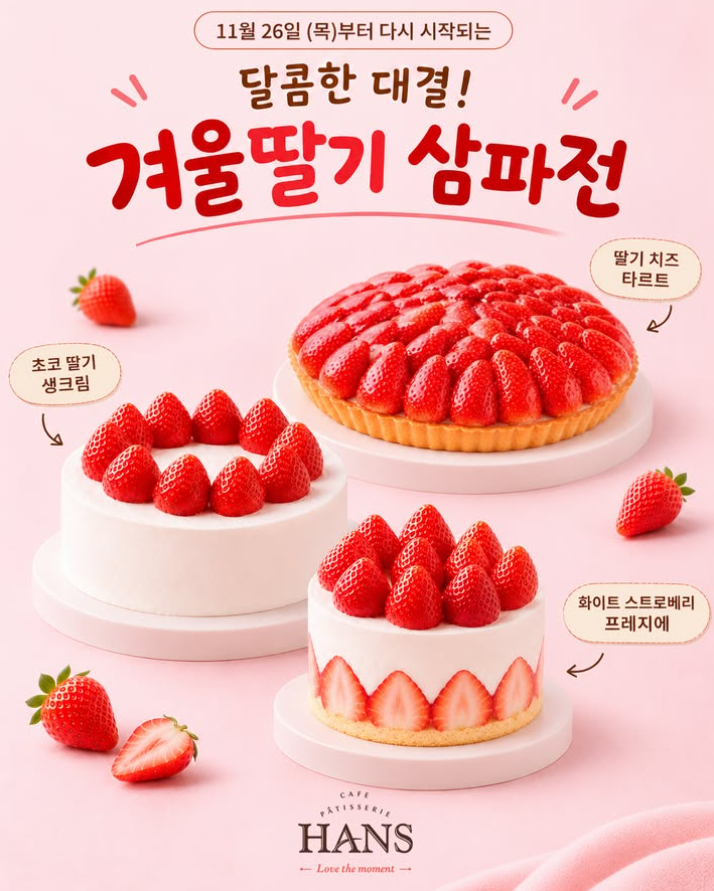 11월 26일 (목)부터 다시 시작되는
달콤한 대결!
겨울딸기 삼파전
딸기 치즈
타르트
초코 딸기
생크림
화이트 스트로베리
프레지에
CAFE
PÂTISSERIE
HANS
Love the moment